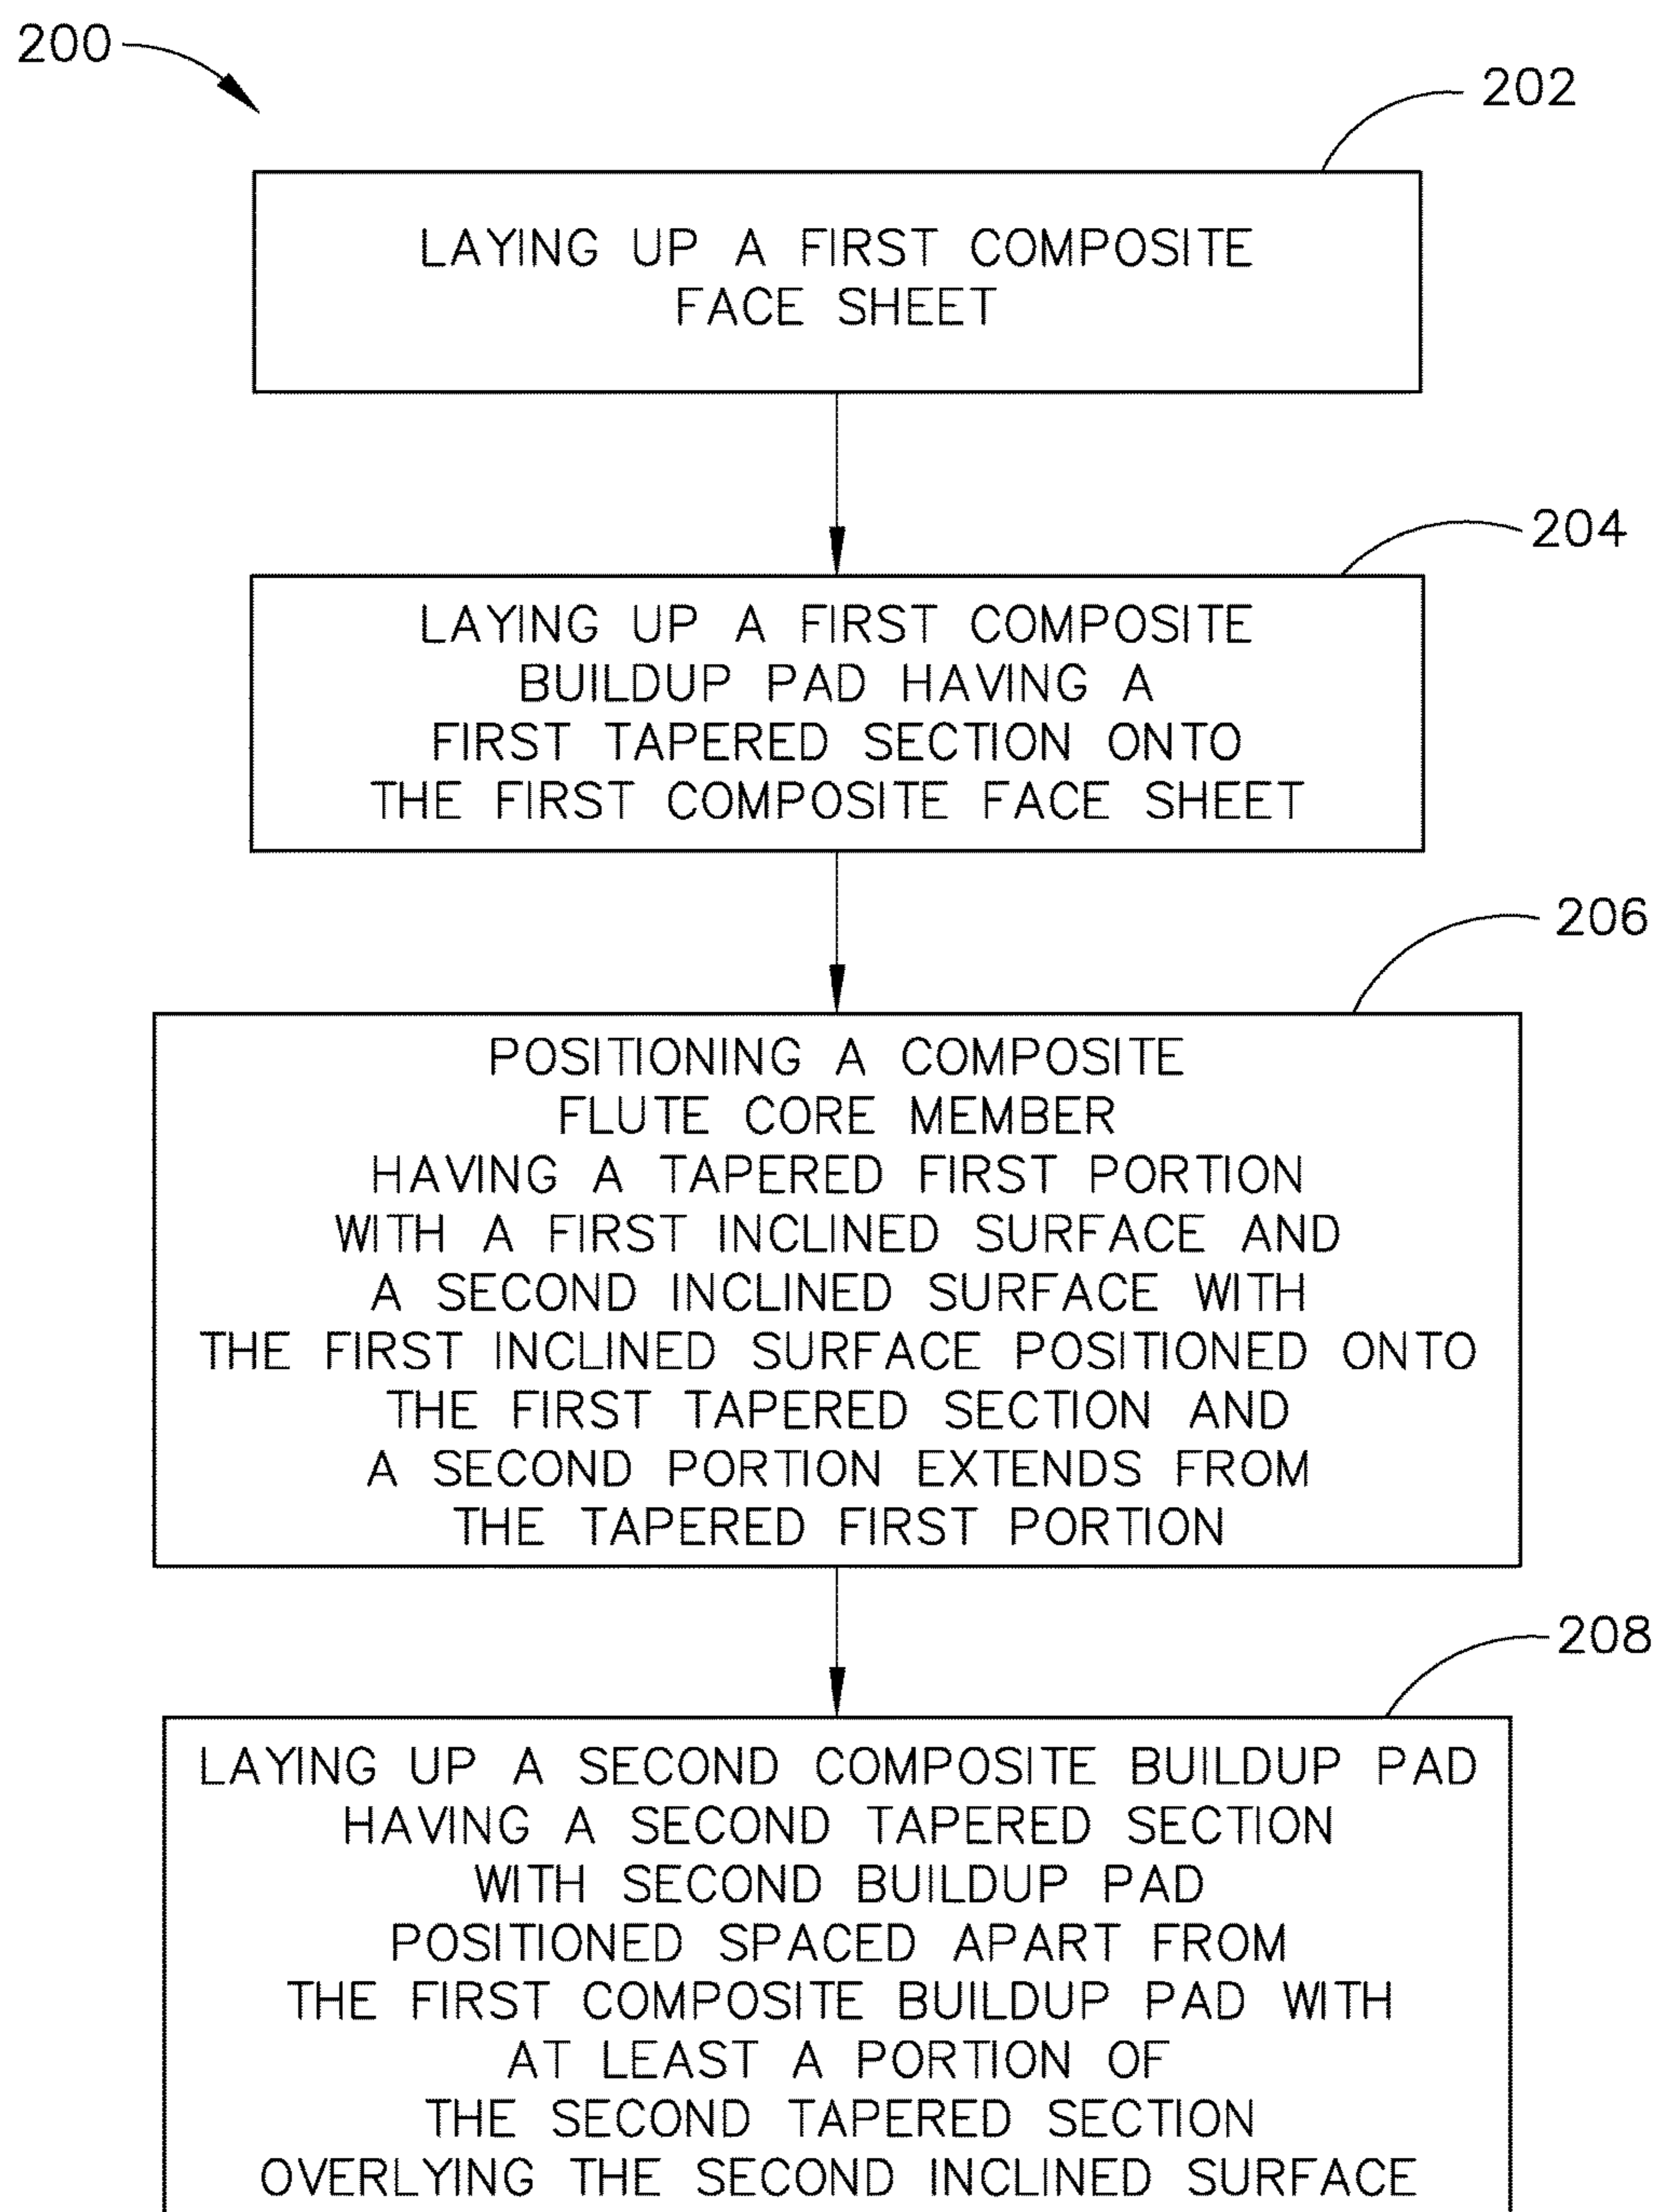 200
202
LAYING UP A FIRST COMPOSITE
FACE SHEET
204
LAYING UP A FIRST COMPOSITE
BUILDUP PAD HAVING A
FIRST TAPERED SECTION ONTO
THE FIRST COMPOSITE FACE SHEET
206
POSITIONING A COMPOSITE
FLUTE CORE MEMBER
HAVING A TAPERED FIRST PORTION
WITH A FIRST INCLINED SURFACE AND
A SECOND INCLINED SURFACE WITH
THE FIRST INCLINED SURFACE POSITIONED ONTO
THE FIRST TAPERED SECTION AND
A SECOND PORTION EXTENDS FROM
THE TAPERED FIRST PORTION
208
LAYING UP A SECOND COMPOSITE BUILDUP PAD
HAVING A SECOND TAPERED SECTION
WITH SECOND BUILDUP PAD
POSITIONED SPACED APART FROM
THE FIRST COMPOSITE BUILDUP PAD WITH
AT LEAST A PORTION OF
THE SECOND TAPERED SECTION
OVERLYING THE SECOND INCLINED SURFACE